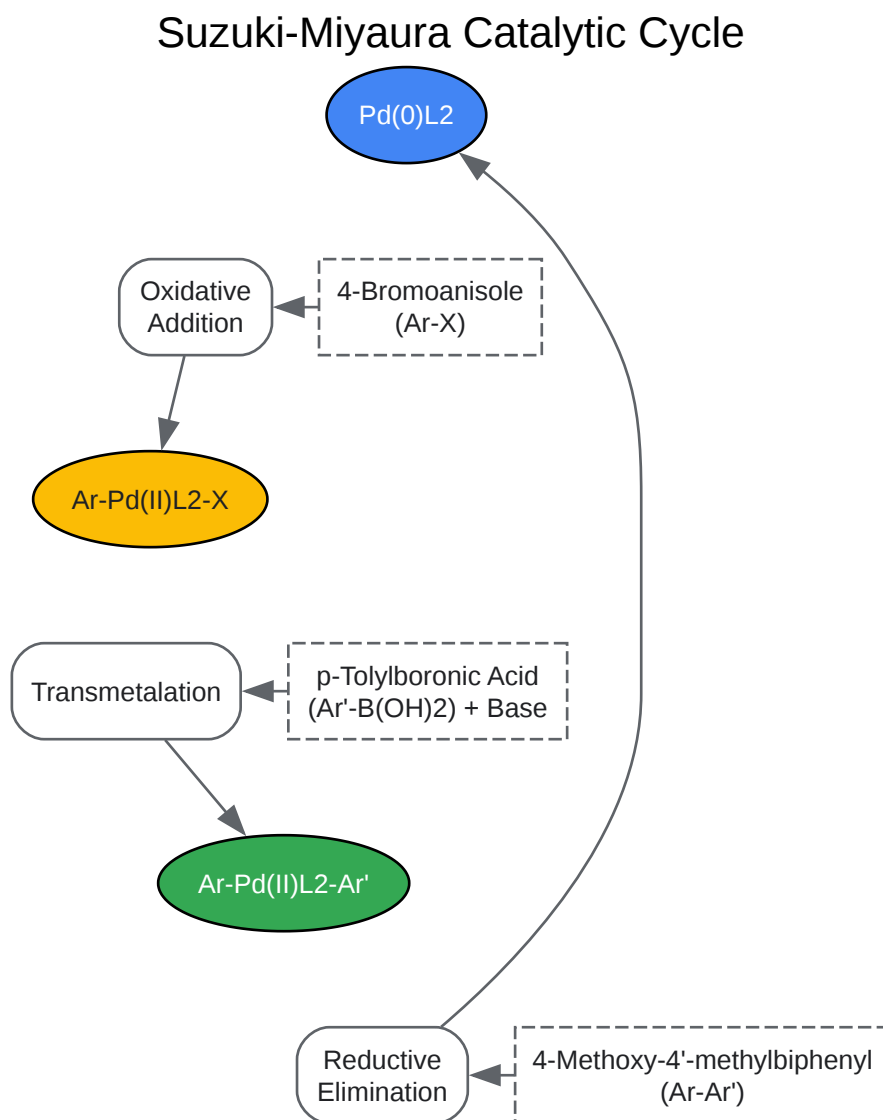 Suzuki-Miyaura Catalytic Cycle
Pd(0)L2
Oxidative
Addition
4-Bromoanisole
(Ar-X)
Ar-Pd(II)L2-X
Transmetalation
p-Tolylboronic Acid
(Ar'-B(OH)2) + Base
Ar-Pd(II)L2-Ar'
Reductive
Elimination
4-Methoxy-4'-methylbiphenyl
(Ar-Ar')